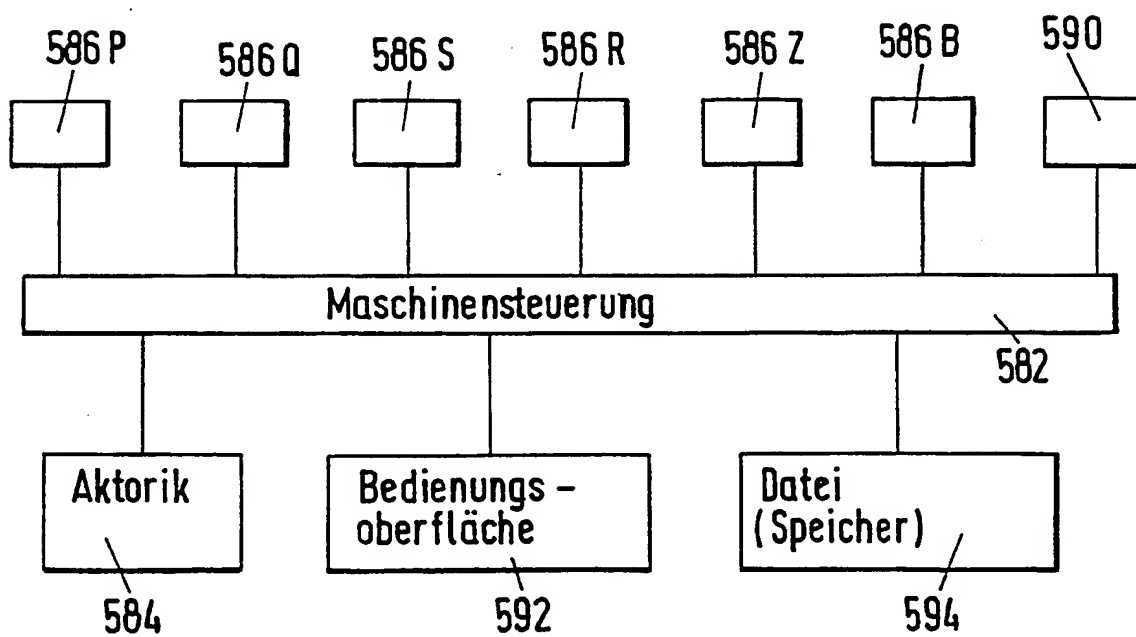 586 P
586 Q
586 S
586 R
586 Z
586 B
590
Maschinensteuerung
582
Aktorik
Bedienungs-
oberfläche
Datei
(Speicher)
584
592
594